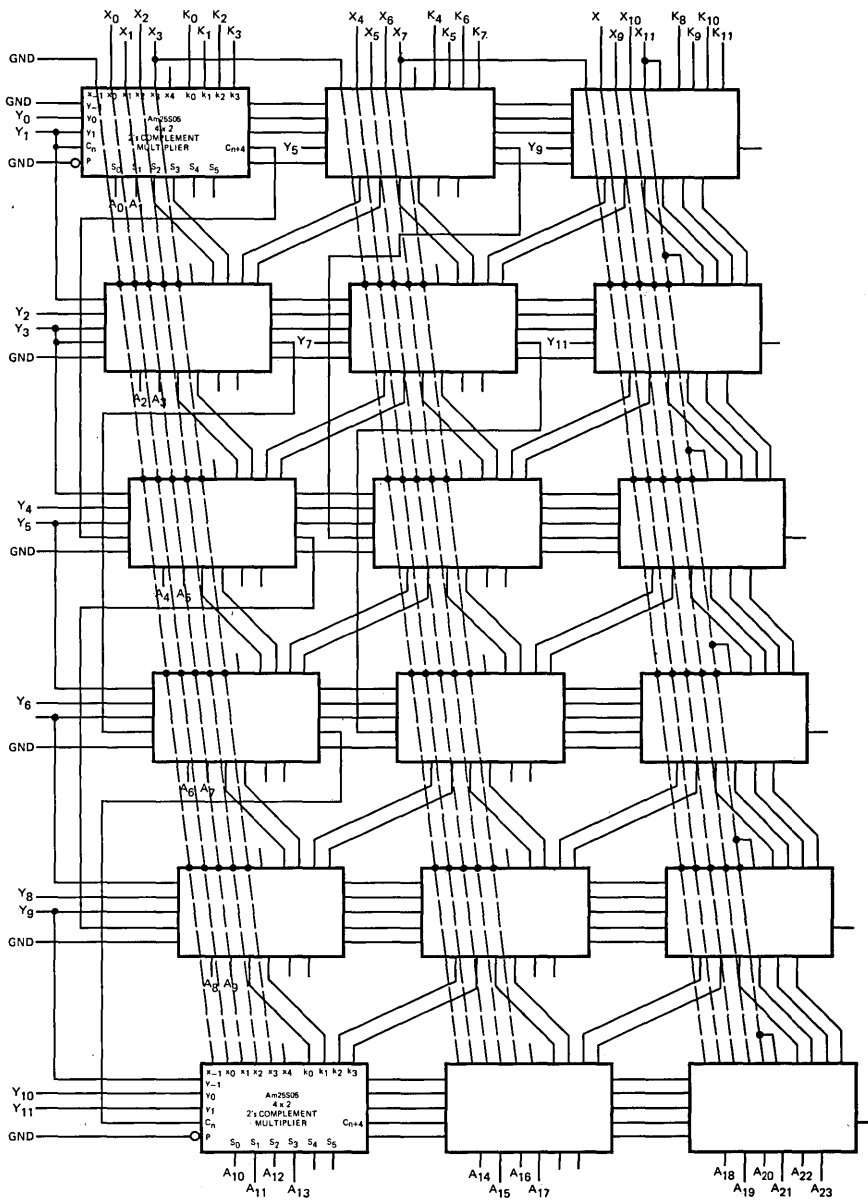 X0 X1 X2 X3 K0 K1 K2 K3 X4 X5 X6 X7 K4 K5 K6 K7 X X9 X10 X11 K8 K9 K10 K11
GND
X–1 X0 X1 X2 X3 X4 K0 K1 K2 K3
GND Y–
Y0 Y0 Am25S05
4 x 2
Y1 Y1 2's COMPLEMENT
Cn MULTIPLIER Cn+4 Y5 Y9
GND P
S0 S1 S2 S3 S4 S5
A0 A
Y2
Y3
Y7 Y11
GND
A2 A3
Y4
Y5
GND
A4 A5
Y6
GND
A6 A7
Y8
Y9
GND
A8 A9
X–1 X0 X1 X2 X3 X4 k0 k1 k2 k3
Y–1
Y10 Y0 Am25S05
4 x 2
Y11 Y1 2's COMPLEMENT
Cn MULTIPLIER Cn+4
GND P
S0 S1 S2 S3 S4 S5
A10 A11 A12 A13 A14 A15 A16 A17 A18 A19 A20 A21 A22 A23